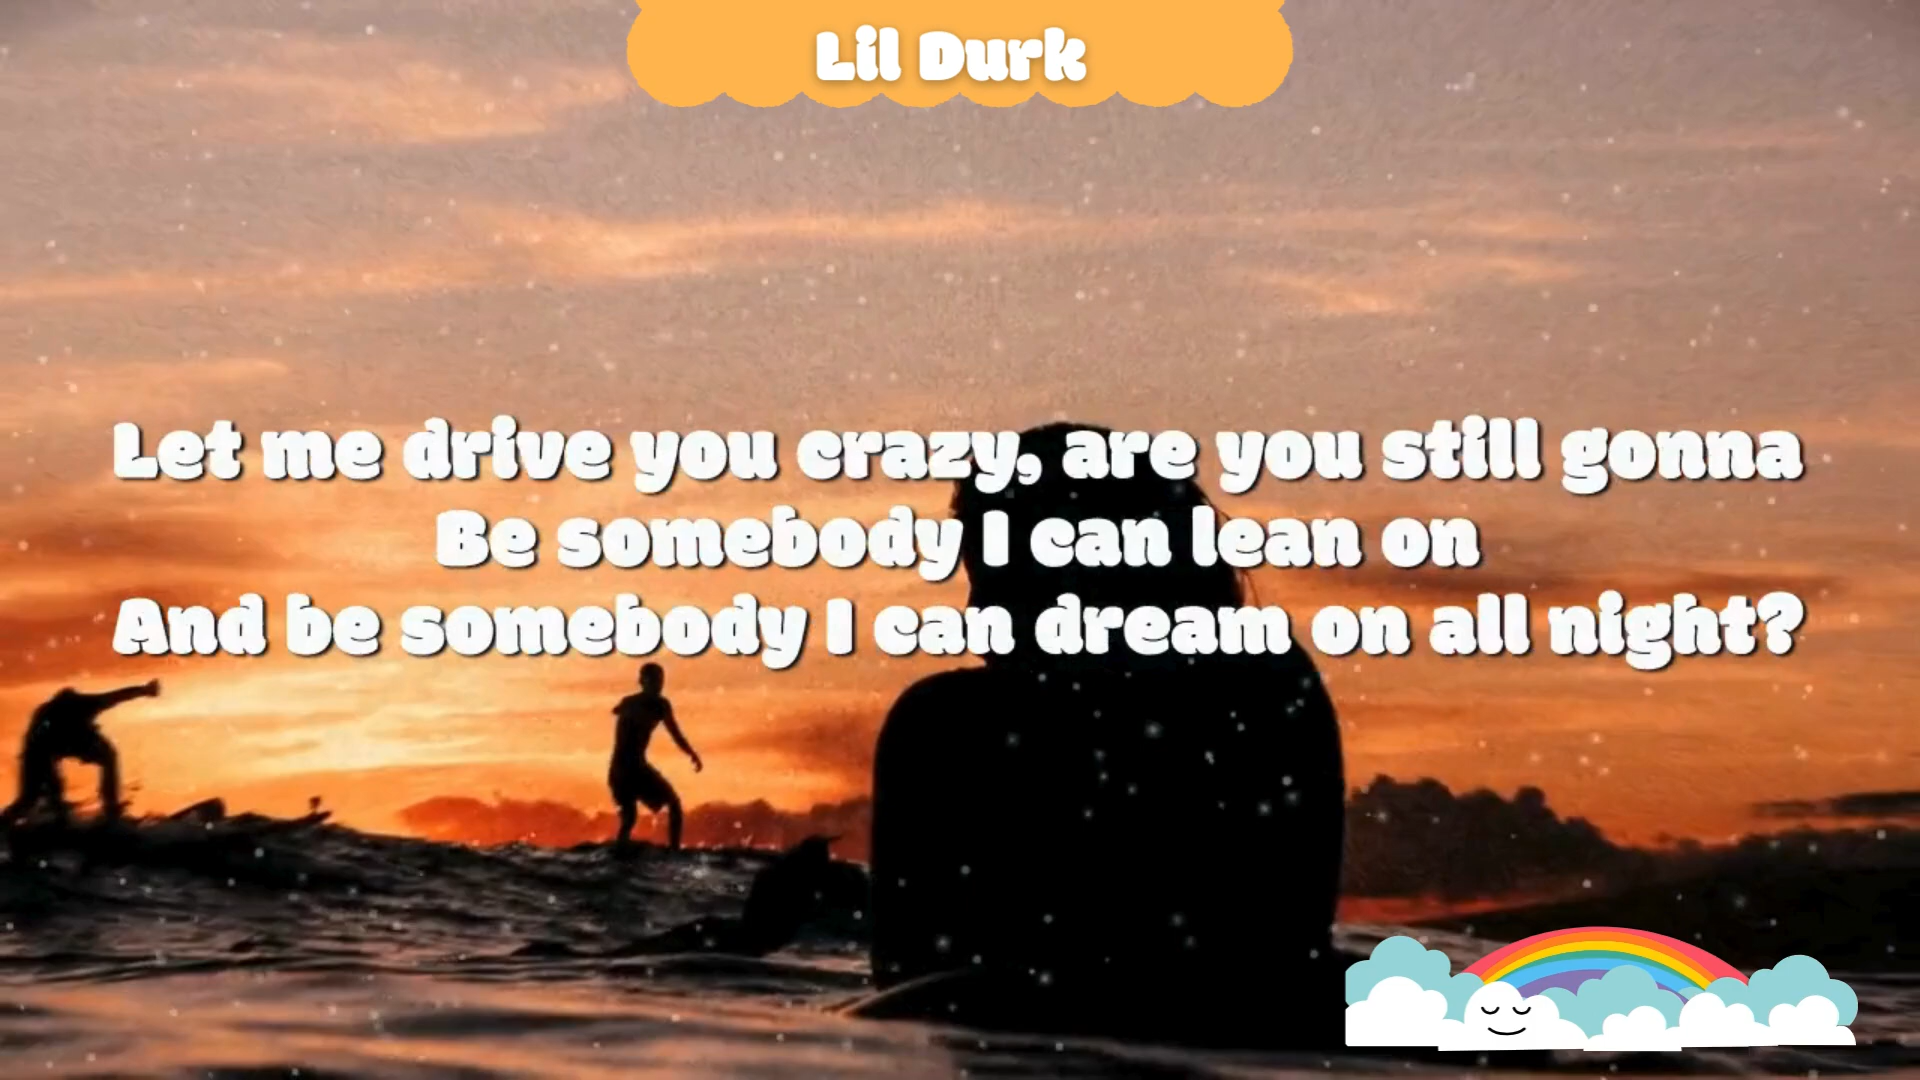 Lil Durk
Let me drive you crazy, are you still gonna
Be somebody I can lean on
And be somebody I can dream on all night?